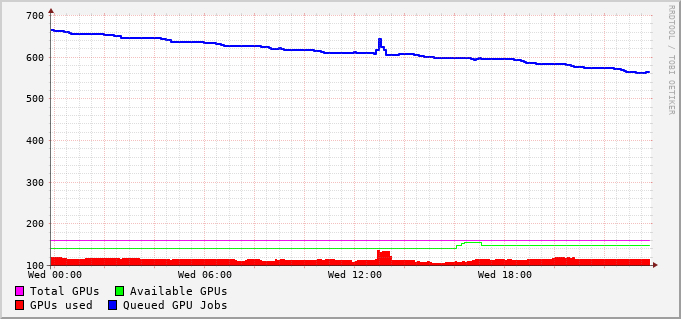 700
600
500
400
300
200
100
Wed 00:00 Wed 06:00 Wed 12:00 Wed 18:00
Total GPUs Available GPUs
GPUs used Queued GPU Jobs
RRDTOOL / TOBI OETIKER